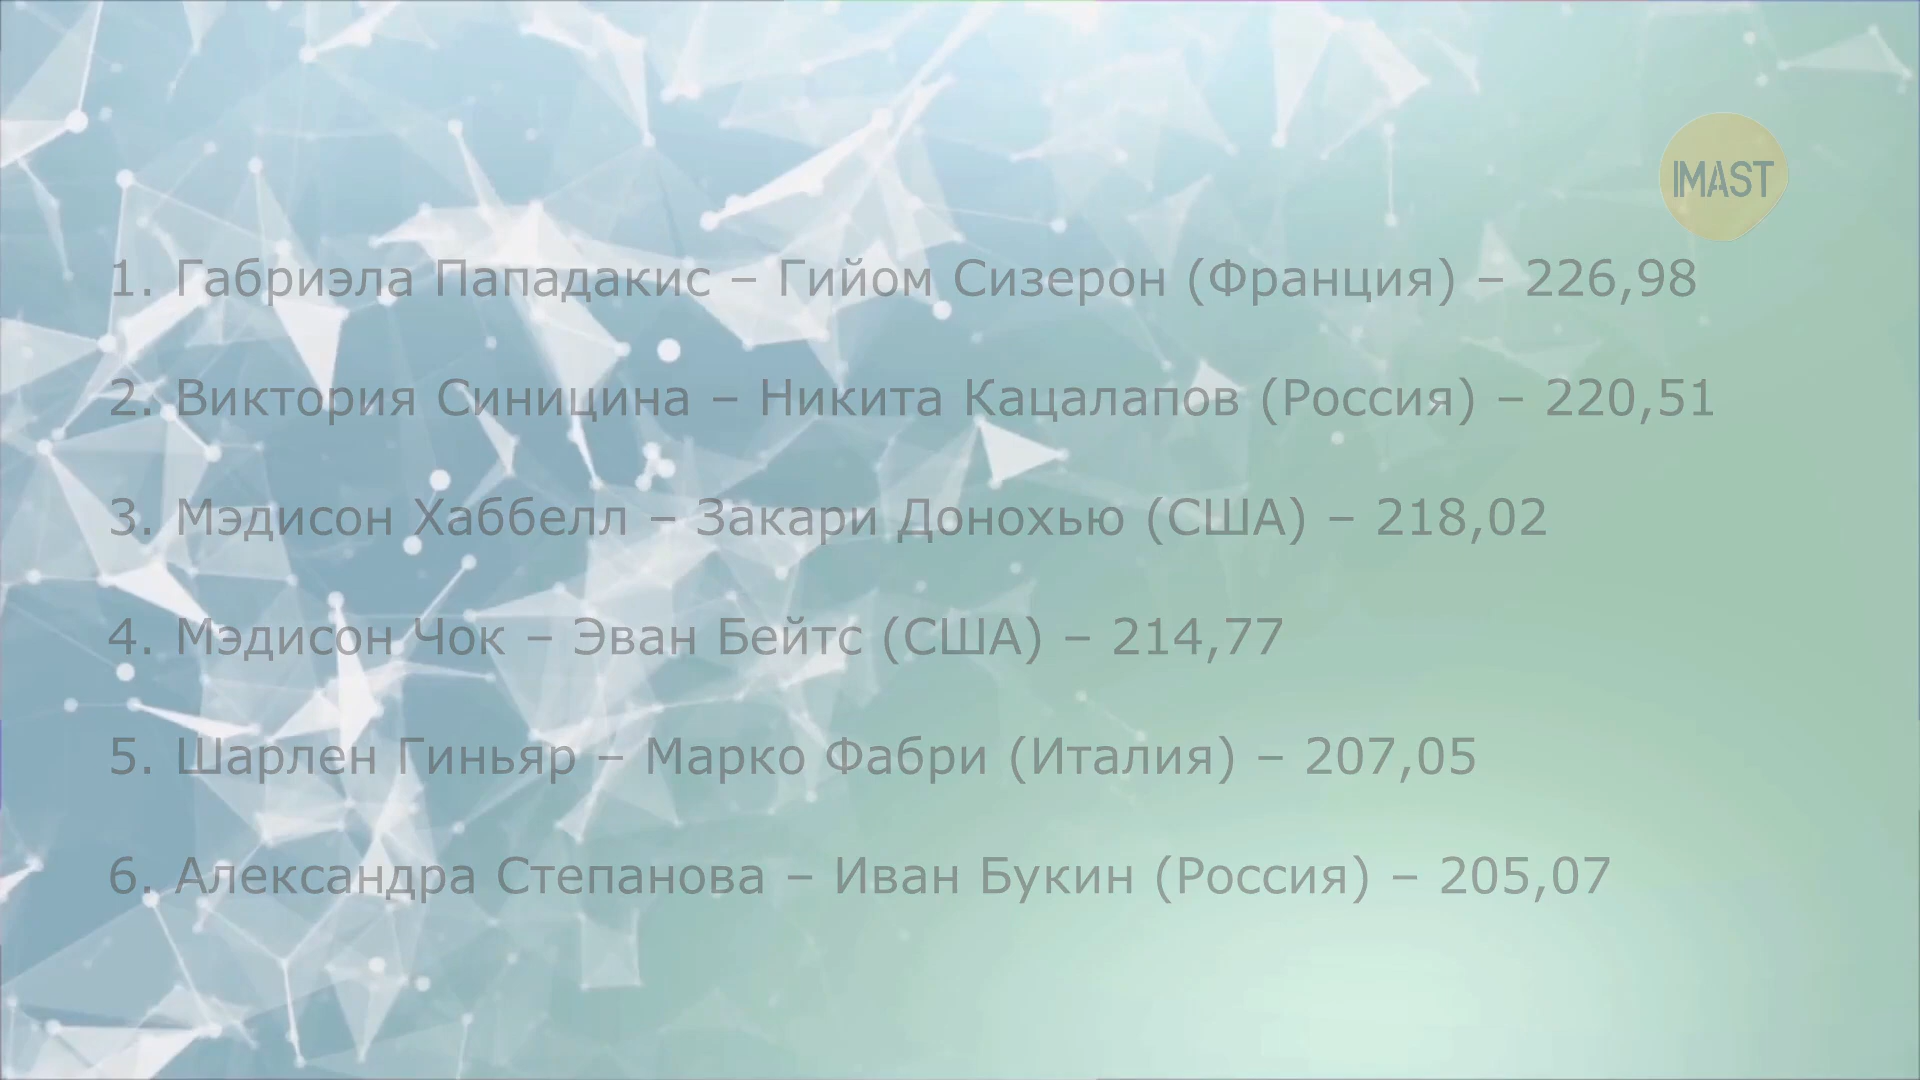 IMAST
1. Габриэла Пападакис – Гийом Сизерон (Франция) – 226,98
2. Виктория Синицина – Никита Кацалапов (Россия) – 220,51
3. Мэдисон Хаббелл – Закари Донохью (США) – 218,02
4. Мэдисон Чок – Эван Бейтс (США) – 214,77
5. Шарлен Гиньяр – Марко Фабри (Италия) – 207,05
6. Александра Степанова – Иван Букин (Россия) – 205,07